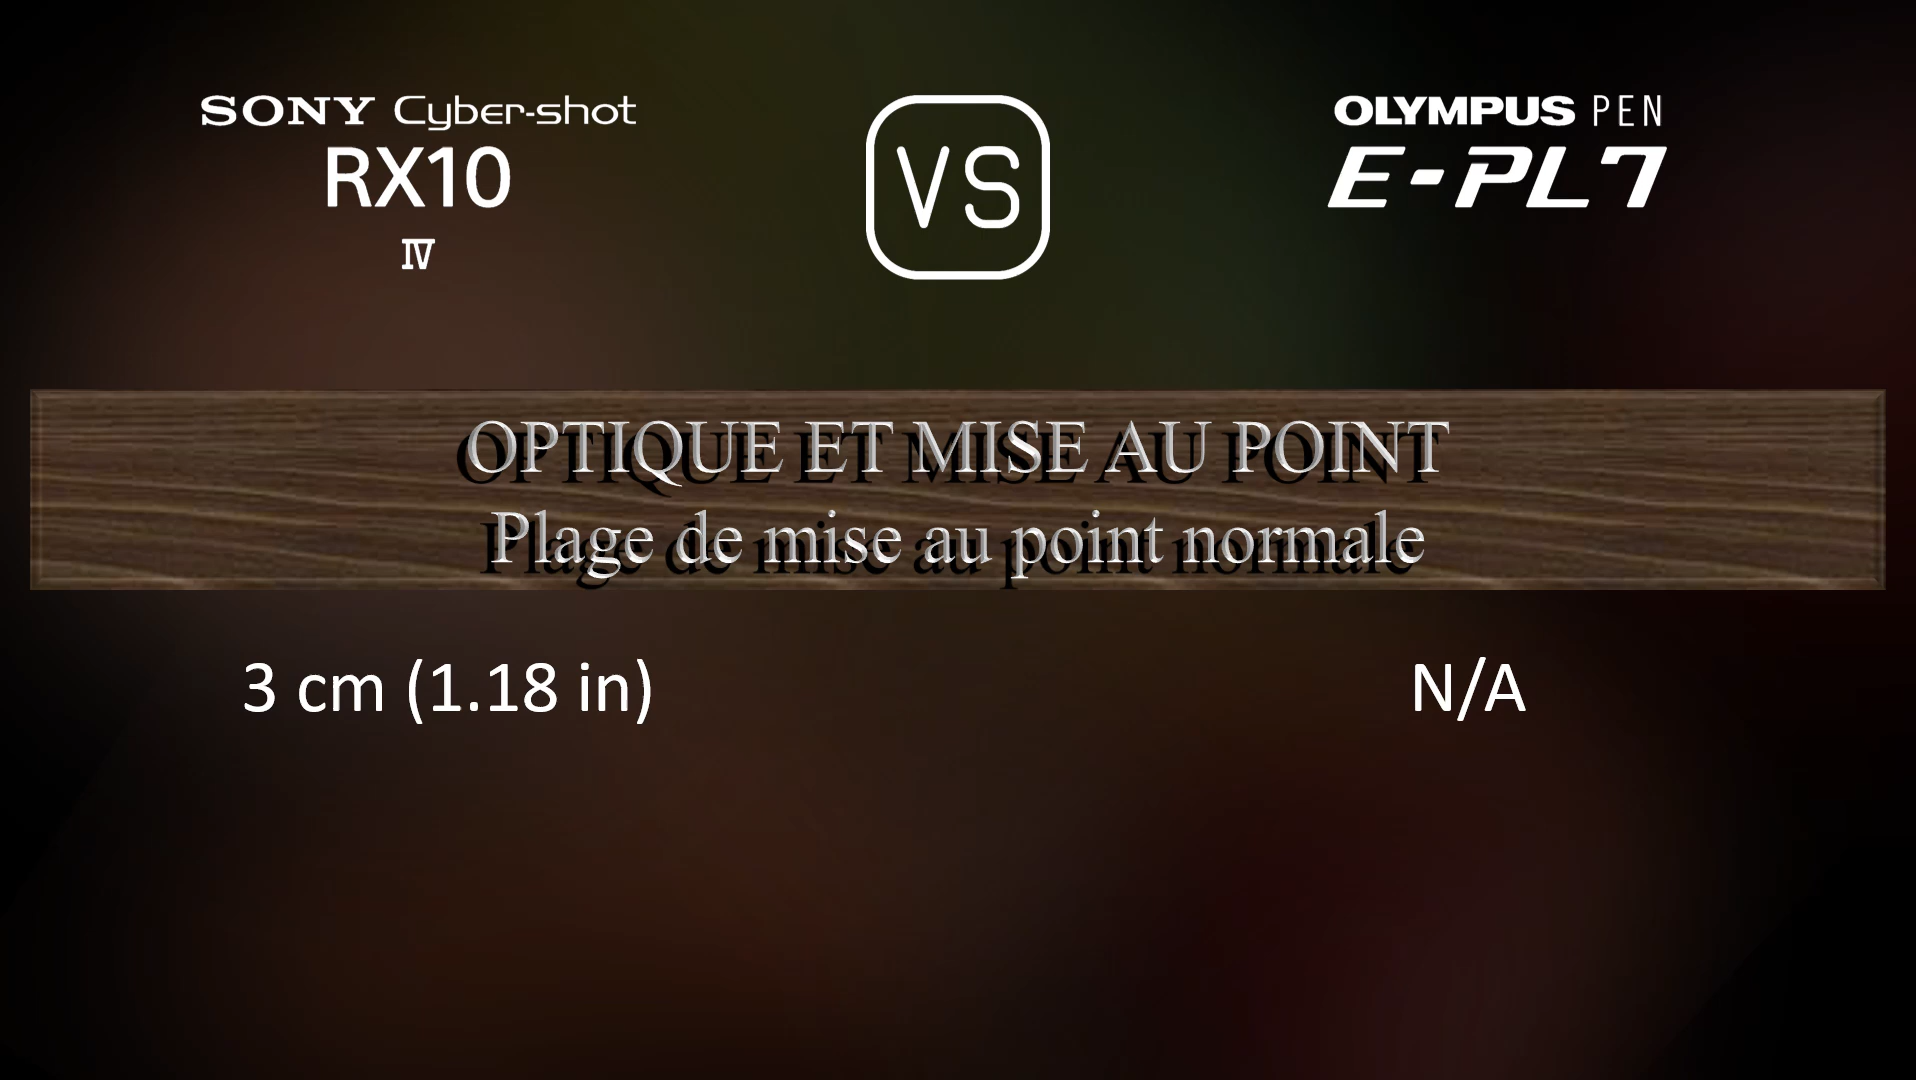 SONY Cyber-shot
RX10
IV
VS
OLYMPUS PEN
E-PL7
OPTIQUE ET MISE AU POINT
Plage de mise au point normale
3 cm (1.18 in)
N/A